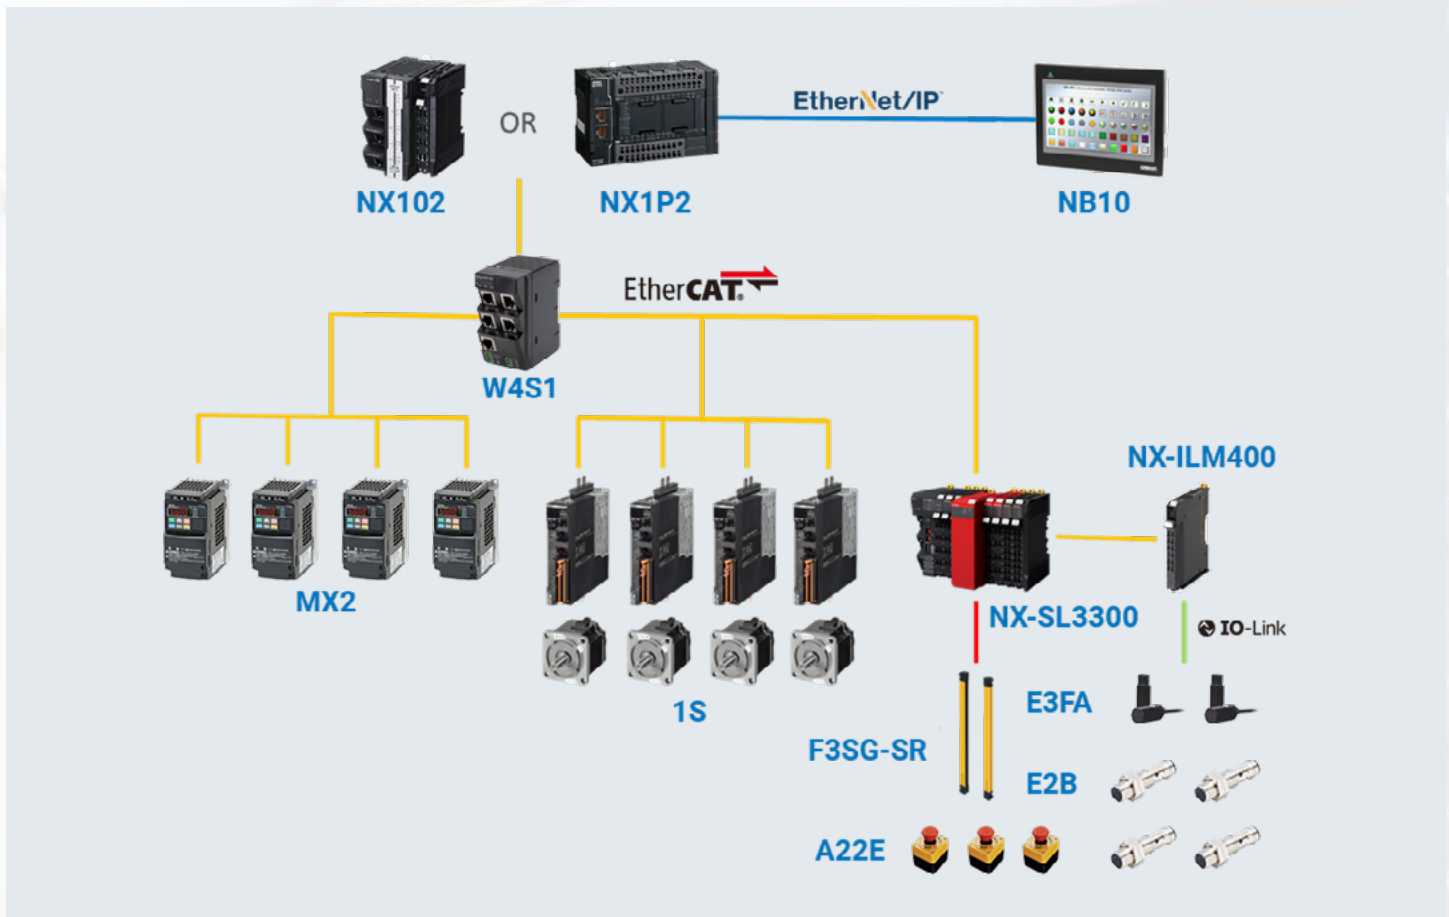 OR
EtherNet/IP™
NX102
NX1P2
NB10
EtherCAT®
W4S1
NX-ILM400
MX2
NX-SL3300
IO-Link
E3FA
1S
F3SG-SR
E2B
A22E